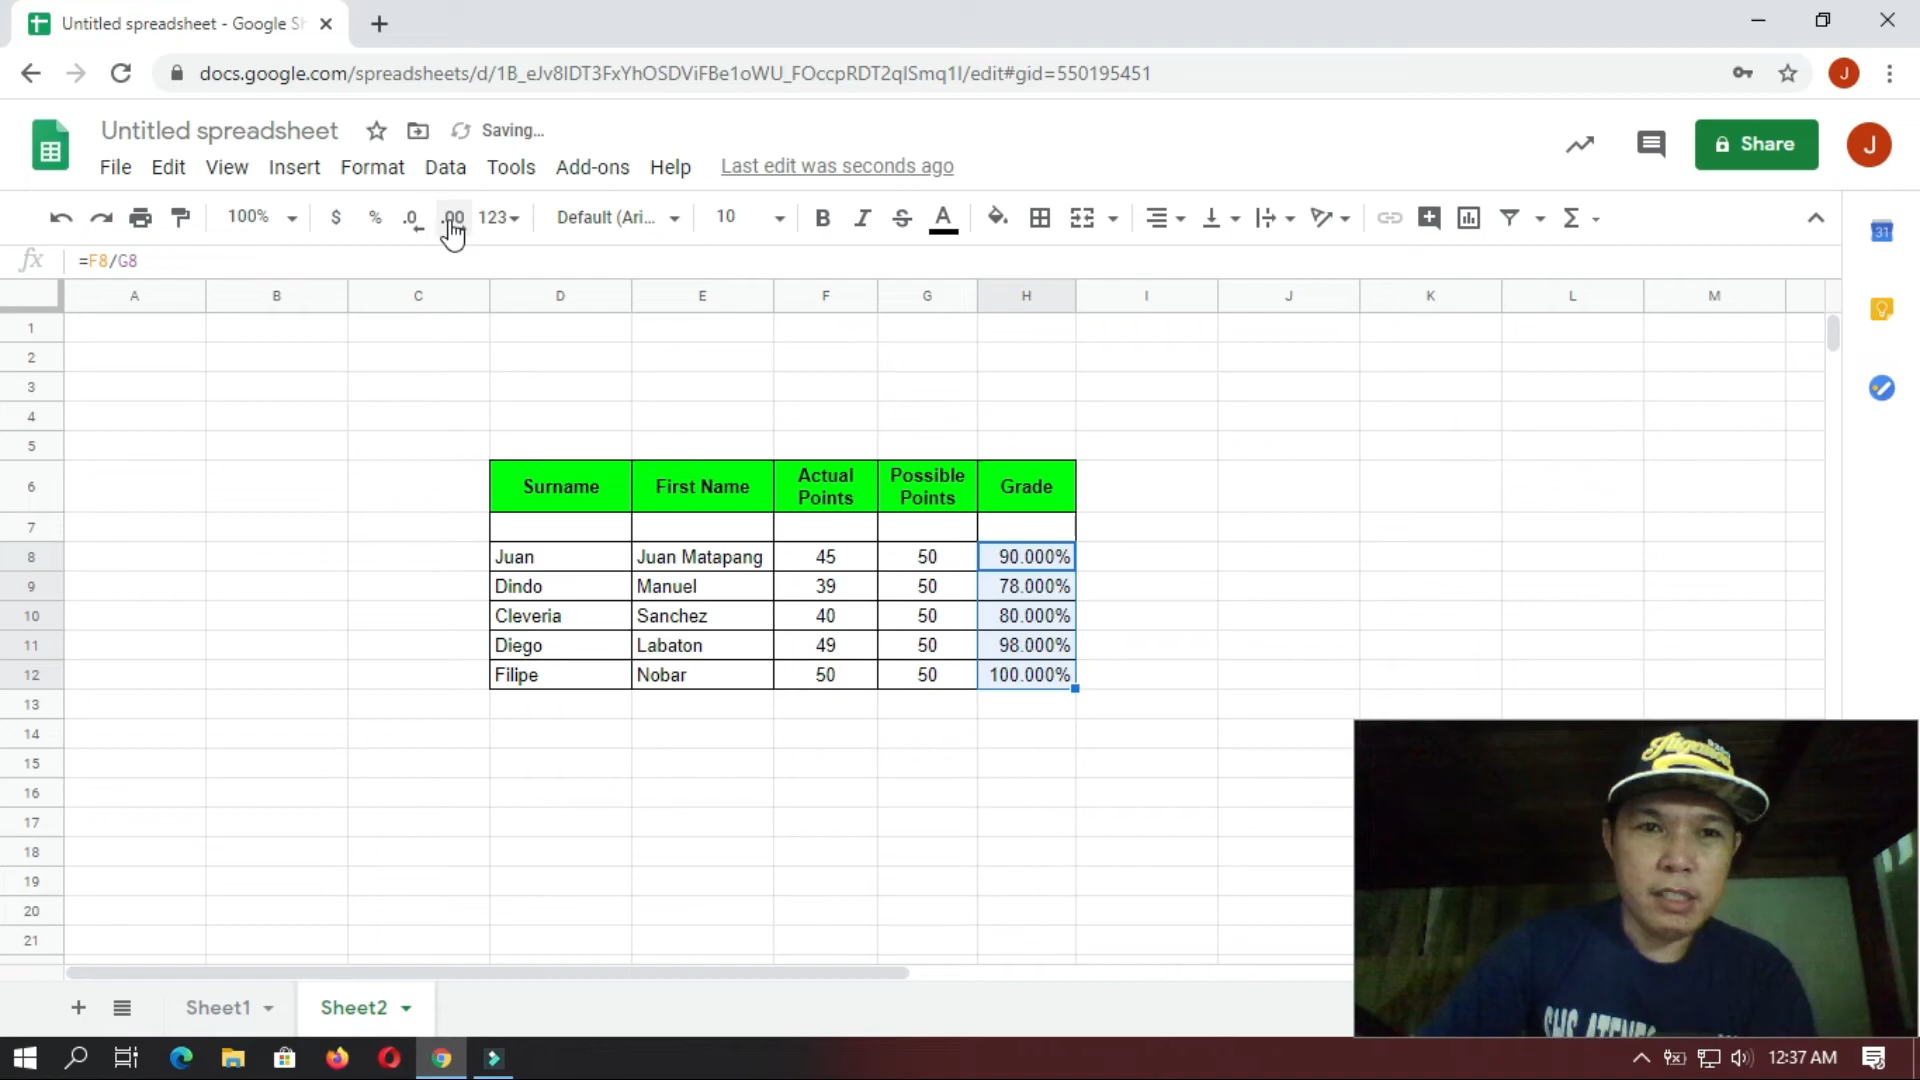 Untitled spreadsheet - Google Sh
docs.google.com/spreadsheets/d/1B_eJv8IDT3FxYhOSDViFBe1oWU_FOccpRDT2qISmq1I/edit#gid=550195451
J
Untitled spreadsheet Saving...
File Edit View Insert Format Data Tools Add-ons Help Last edit was seconds ago
Share
J
100% $ % .0 .00 123 Default (Ari... 10 B I S A Σ
31
fx =F8/G8
A B C D E F G H I J K L M
1
2
3
4
5
6 Surname First Name Actual Points Possible Points Grade
7
8 Juan Juan Matapang 45 50 90.000%
9 Dindo Manuel 39 50 78.000%
10 Cleveria Sanchez 40 50 80.000%
11 Diego Labaton 49 50 98.000%
12 Filipe Nobar 50 50 100.000%
13
14
15
16
17
18
19
20
21
Sheet1 Sheet2
12:37 AM